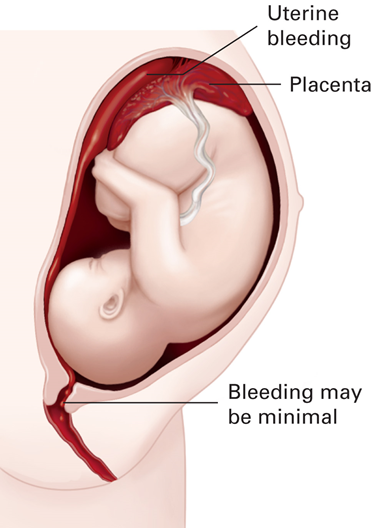 Uterine
bleeding
Placenta
Bleeding may
be minimal